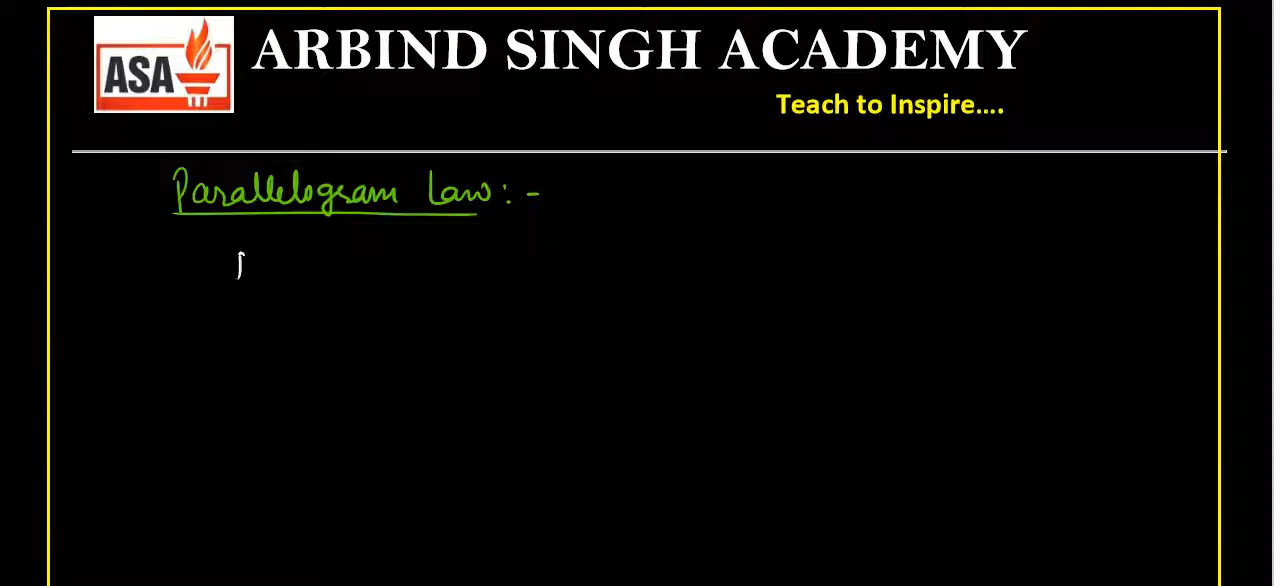 ASA
ARBIND SINGH ACADEMY
Teach to Inspire....
Parallelogram Law:-